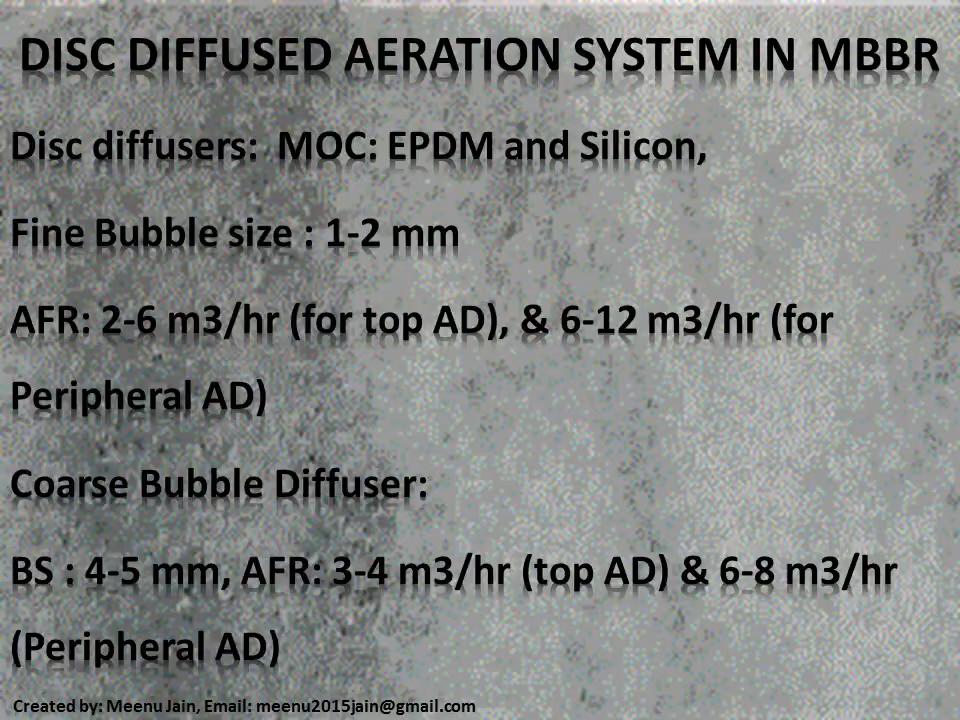 DISC DIFFUSED AERATION SYSTEM IN MBBR
Disc diffusers:  MOC: EPDM and Silicon,
Fine Bubble size : 1-2 mm
AFR: 2-6 m3/hr (for top AD), & 6-12 m3/hr (for
Peripheral AD)
Coarse Bubble Diffuser:
BS : 4-5 mm, AFR: 3-4 m3/hr (top AD) & 6-8 m3/hr
(Peripheral AD)
Created by: Meenu Jain, Email: meenu2015jain@gmail.com